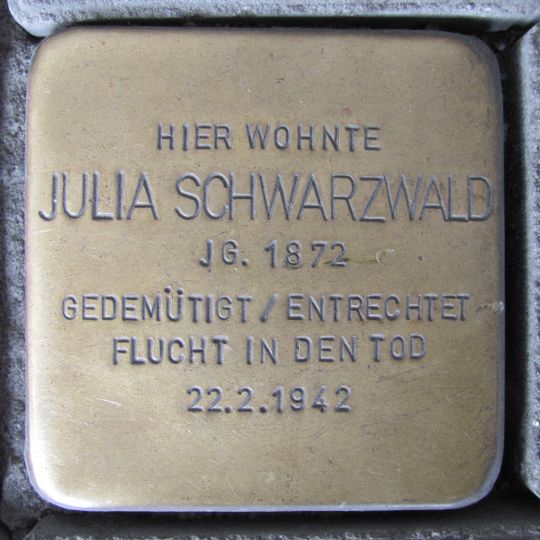 HIER WOHNTE
JULIA SCHWARZWALD
JG. 1872
GEDEMÜTIGT / ENTRECHTET
FLUCHT IN DEN TOD
22.2.1942